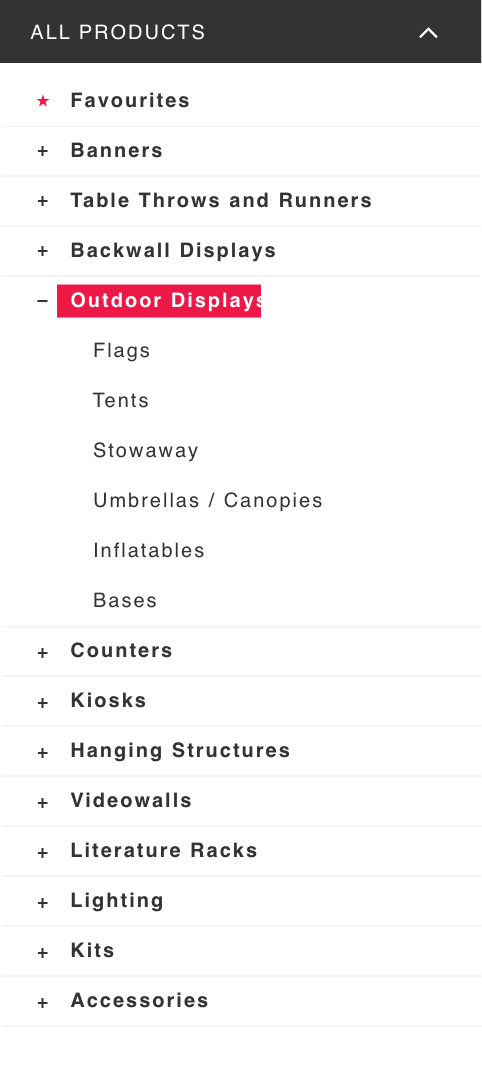 ALL PRODUCTS
★ Favourites
+ Banners
+ Table Throws and Runners
+ Backwall Displays
– Outdoor Displays
Flags
Tents
Stowaway
Umbrellas / Canopies
Inflatables
Bases
+ Counters
+ Kiosks
+ Hanging Structures
+ Videowalls
+ Literature Racks
+ Lighting
+ Kits
+ Accessories